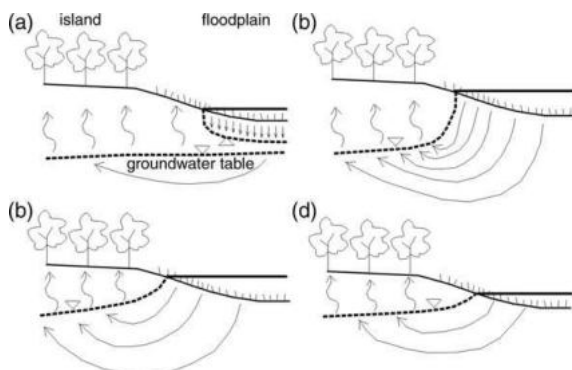 (a)
island
floodplain
groundwater table
(b)
(b)
(d)